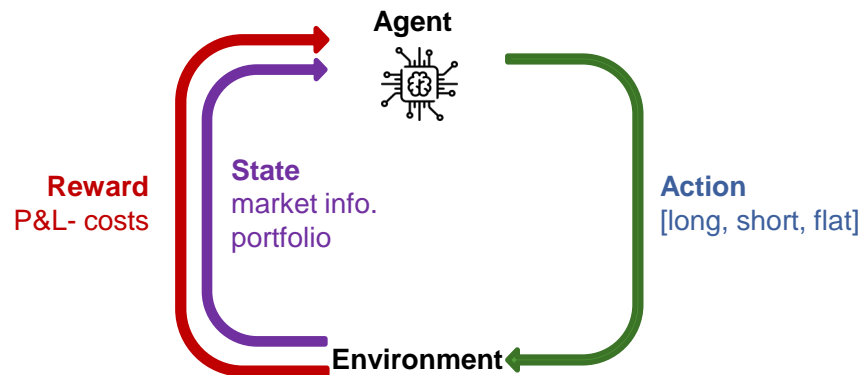 Agent
Reward
P&L- costs
State
market info.
portfolio
Action
[long, short, flat]
Environment